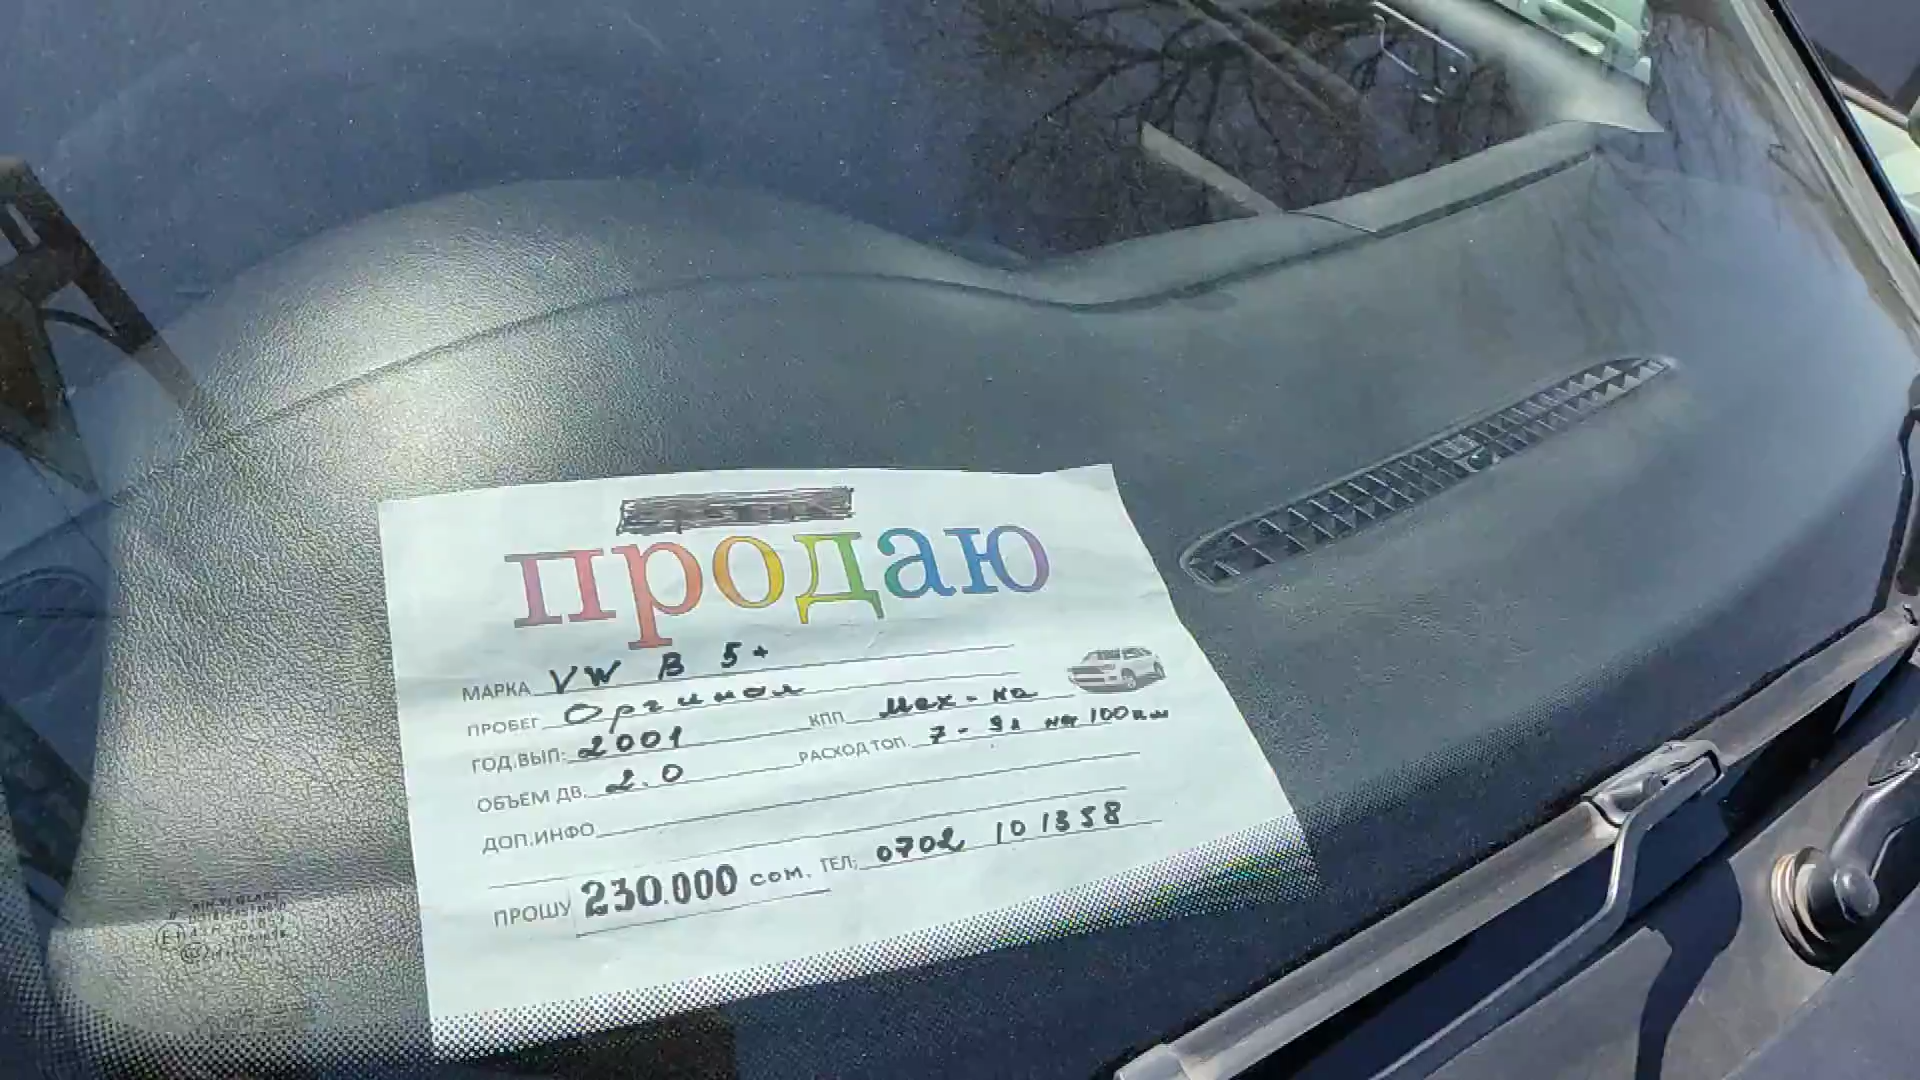 продаю
МАРКА VW B 5+
ПРОБЕГ Оргинал
КПП Мех-ка
ГОД.ВЫП: 2001
РАСХОД ТОП. 7-9л на 100км
ОБЪЕМ ДВ. 2.0
ДОП.ИНФО
ПРОШУ 230.000 сом. ТЕЛ: 0702 101358